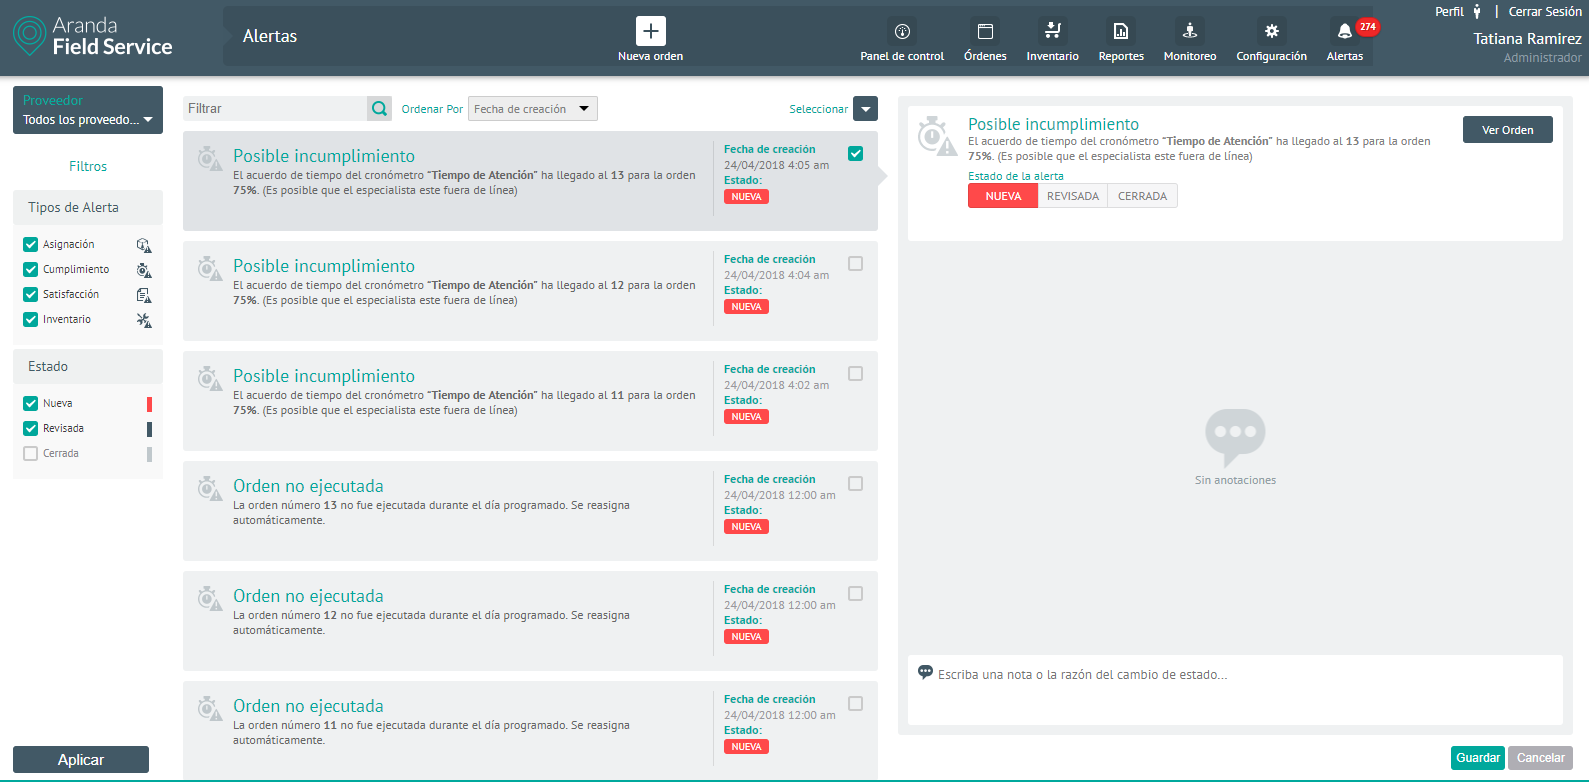 Aranda
Field Service
Alertas
Nueva orden
Panel de control
Órdenes
Inventario
Reportes
Monitoreo
Configuración
Alertas
274
Perfil | Cerrar Sesión
Tatiana Ramirez
Administrador
Proveedor
Todos los proveedo...
Filtros
Tipos de Alerta
Asignación
Cumplimiento
Satisfacción
Inventario
Estado
Nueva
Revisada
Cerrada
Aplicar
Filtrar
Ordenar Por
Fecha de creación
Seleccionar
Posible incumplimiento
El acuerdo de tiempo del cronómetro "Tiempo de Atención" ha llegado al 13 para la orden
75%. (Es posible que el especialista este fuera de línea)
Fecha de creación
24/04/2018 4:05 am
Estado:
NUEVA
Posible incumplimiento
El acuerdo de tiempo del cronómetro "Tiempo de Atención" ha llegado al 12 para la orden
75%. (Es posible que el especialista este fuera de línea)
Fecha de creación
24/04/2018 4:04 am
Estado:
NUEVA
Posible incumplimiento
El acuerdo de tiempo del cronómetro "Tiempo de Atención" ha llegado al 11 para la orden
75%. (Es posible que el especialista este fuera de línea)
Fecha de creación
24/04/2018 4:02 am
Estado:
NUEVA
Orden no ejecutada
La orden número 13 no fue ejecutada durante el día programado. Se reasigna
automáticamente.
Fecha de creación
24/04/2018 12:00 am
Estado:
NUEVA
Orden no ejecutada
La orden número 12 no fue ejecutada durante el día programado. Se reasigna
automáticamente.
Fecha de creación
24/04/2018 12:00 am
Estado:
NUEVA
Orden no ejecutada
La orden número 11 no fue ejecutada durante el día programado. Se reasigna
automáticamente.
Fecha de creación
24/04/2018 12:00 am
Estado:
NUEVA
Posible incumplimiento
El acuerdo de tiempo del cronómetro "Tiempo de Atención" ha llegado al 13 para la orden
75%. (Es posible que el especialista este fuera de línea)
Ver Orden
Estado de la alerta
NUEVA
REVISADA
CERRADA
Sin anotaciones
Escriba una nota o la razón del cambio de estado...
Guardar
Cancelar